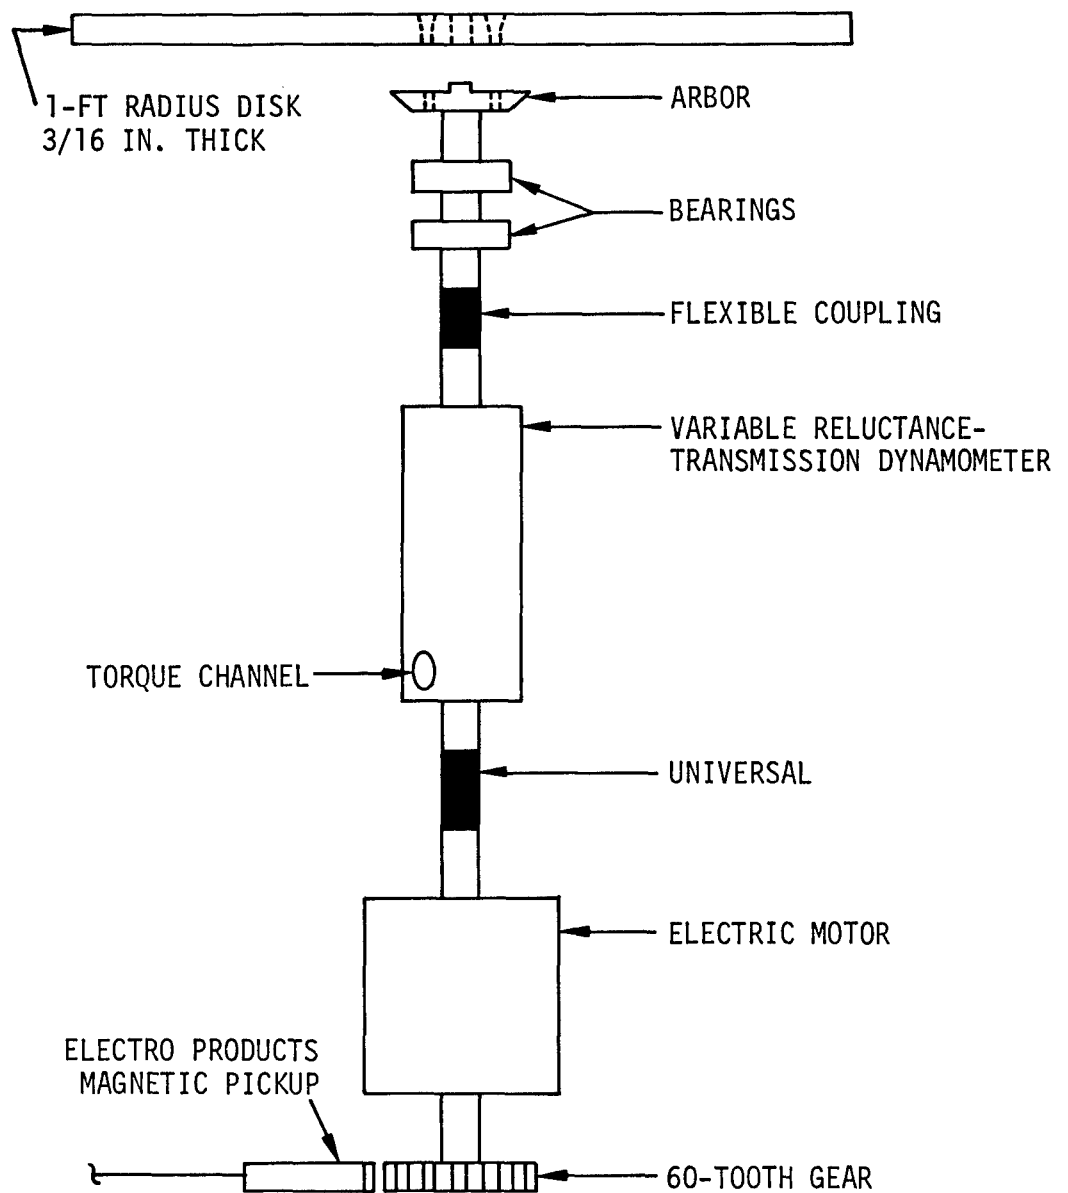 1-FT RADIUS DISK
3/16 IN. THICK
ARBOR
BEARINGS
FLEXIBLE COUPLING
VARIABLE RELUCTANCE-
TRANSMISSION DYNAMOMETER
TORQUE CHANNEL
UNIVERSAL
ELECTRIC MOTOR
ELECTRO PRODUCTS
MAGNETIC PICKUP
60-TOOTH GEAR